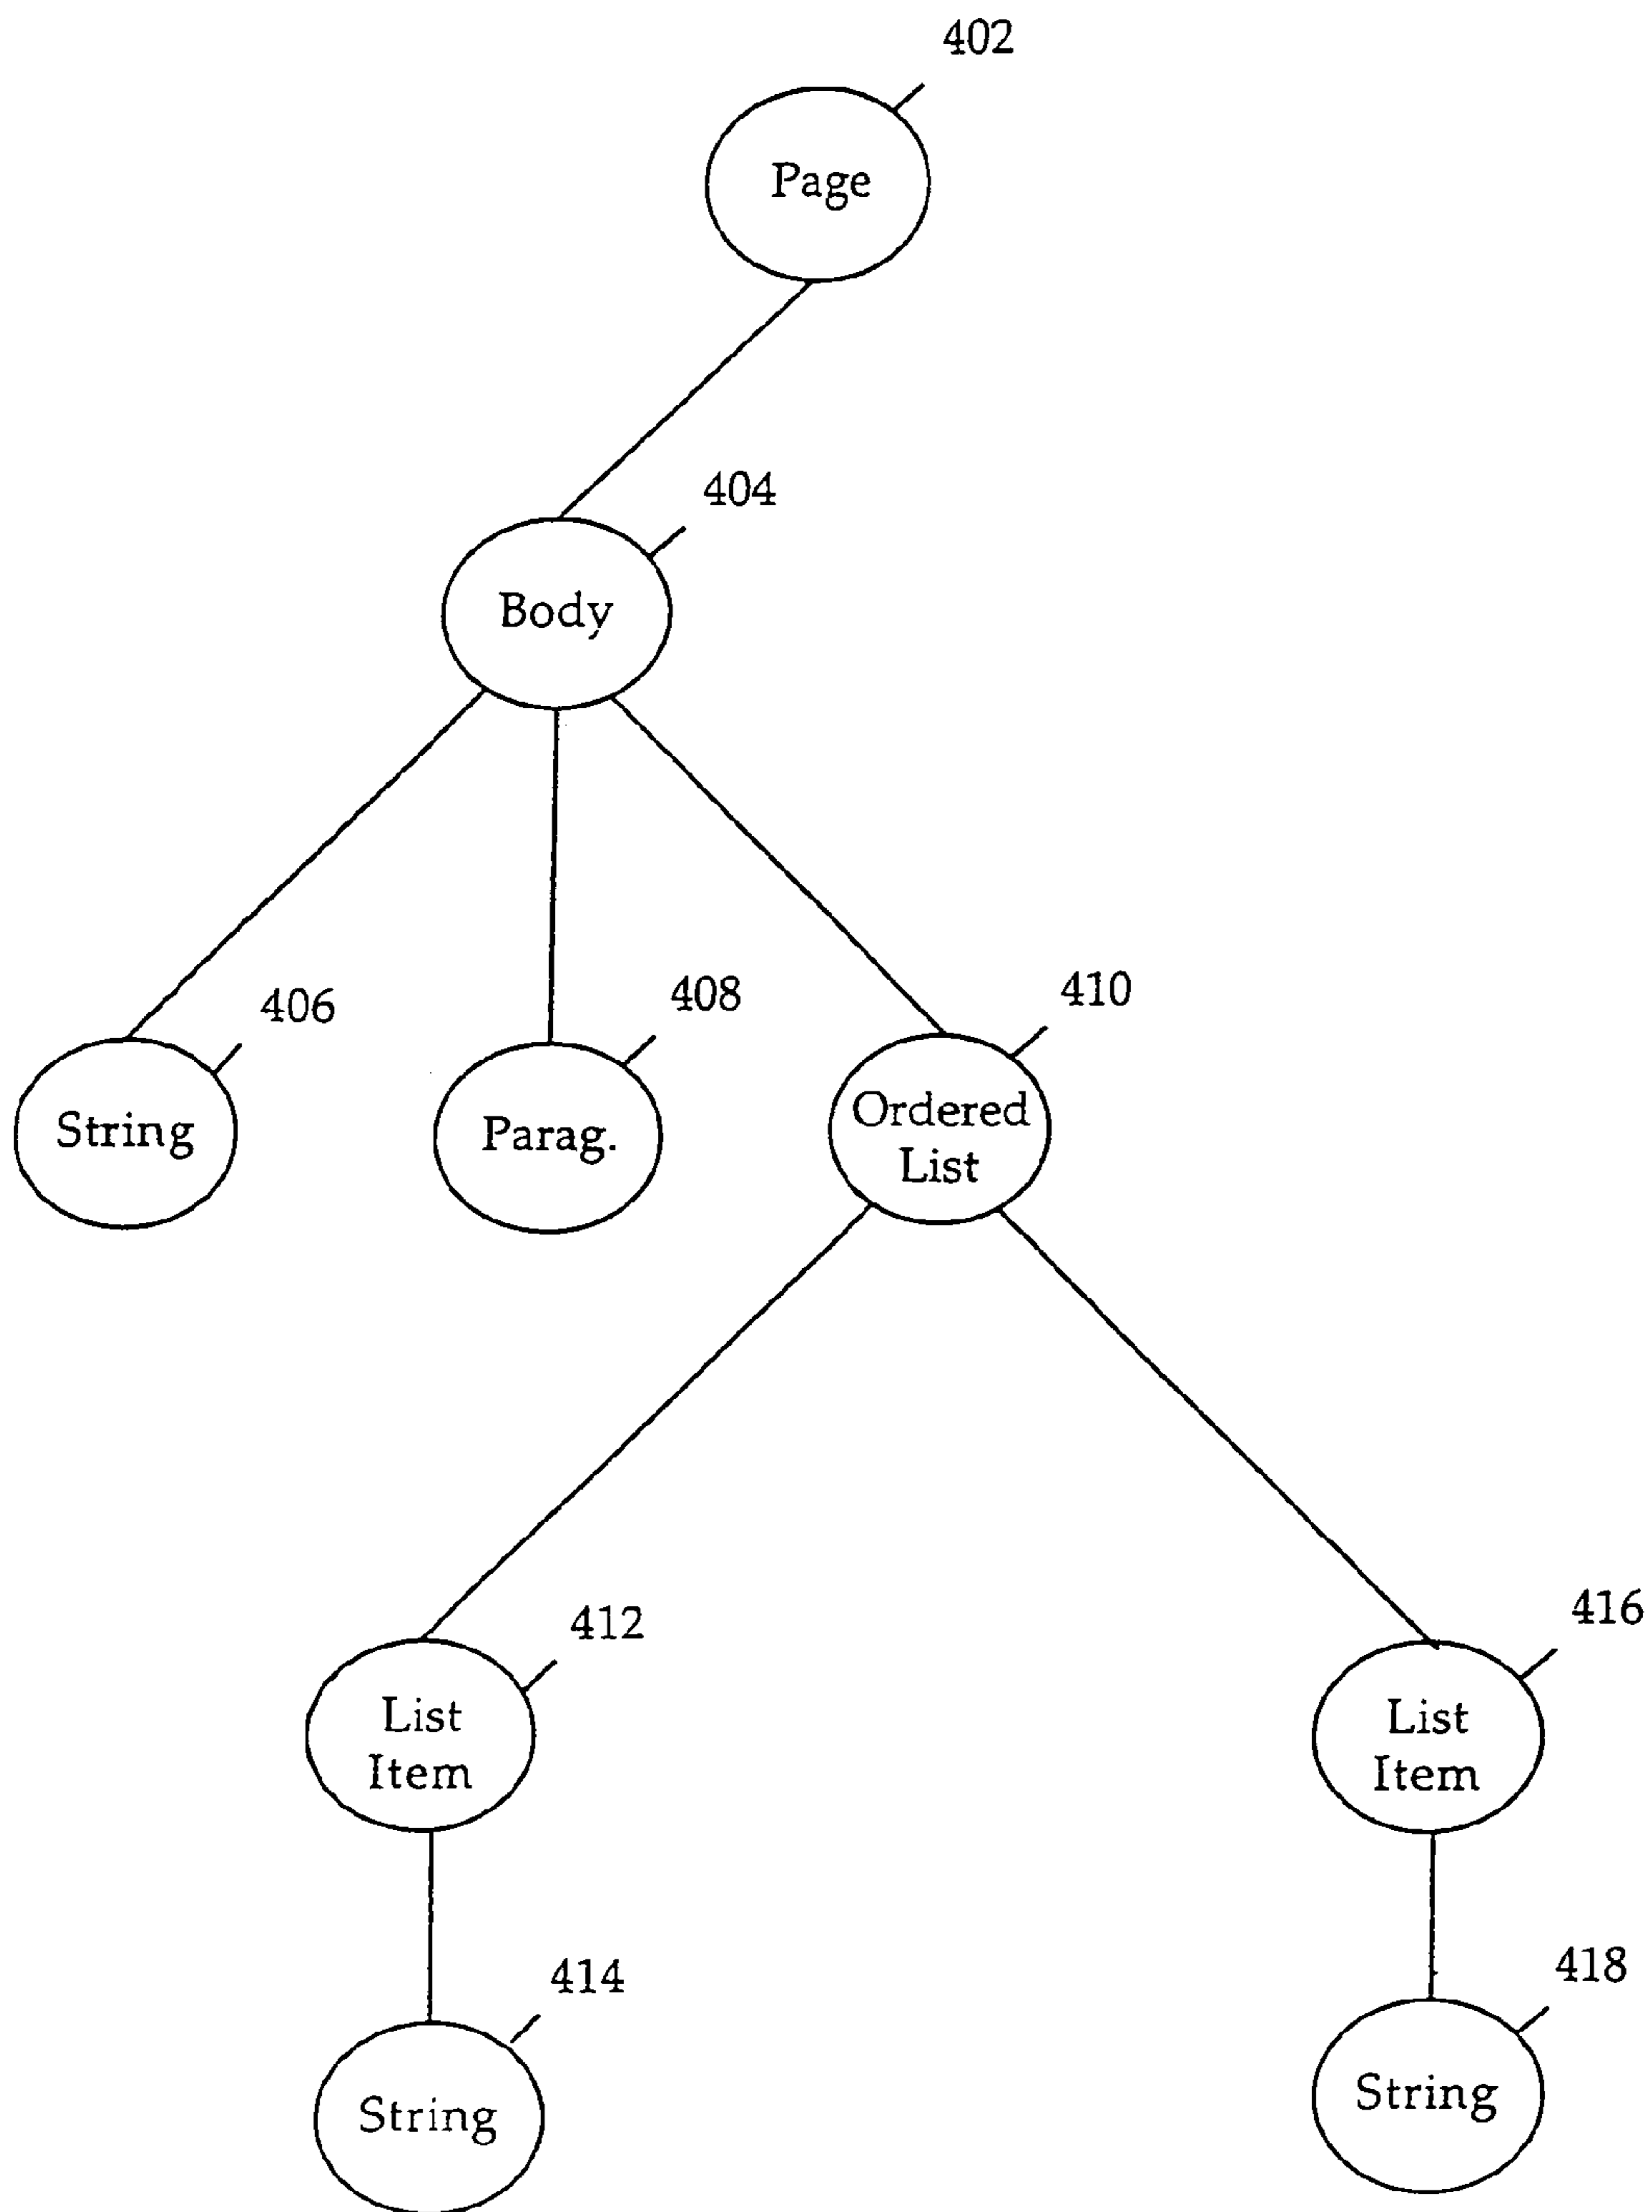 402
Page
404
Body
406
408
410
String
Parag.
Ordered
List
412
416
List
Item
List
Item
414
418
String
String